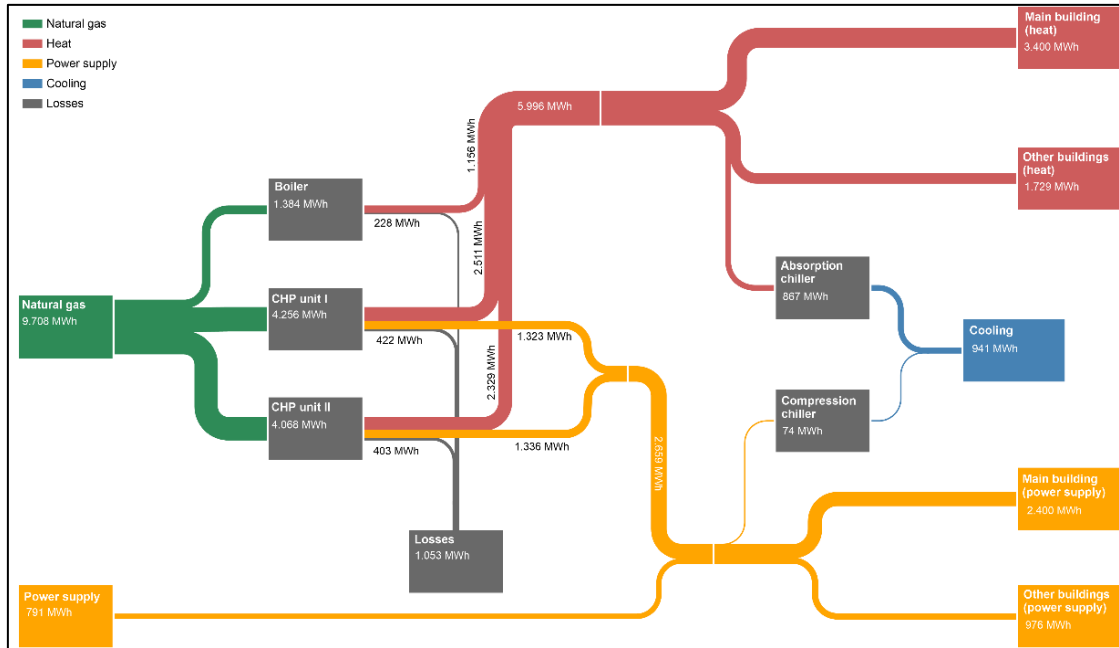 Natural gas
Heat
Power supply
Cooling
Losses
Main building
(heat)
3.400 MWh
5.996 MWh
1.156 MWh
Other buildings
(heat)
1.729 MWh
Boiler
1.384 MWh
228 MWh
2.511 MWh
Absorption
chiller
867 MWh
Natural gas
9.708 MWh
CHP unit I
4.256 MWh
422 MWh
1.323 MWh
Cooling
941 MWh
2.329 MWh
CHP unit II
4.068 MWh
403 MWh
1.336 MWh
Compression
chiller
74 MWh
2.659 MWh
Main building
(power supply)
2.400 MWh
Losses
1.053 MWh
Power supply
791 MWh
Other buildings
(power supply)
976 MWh